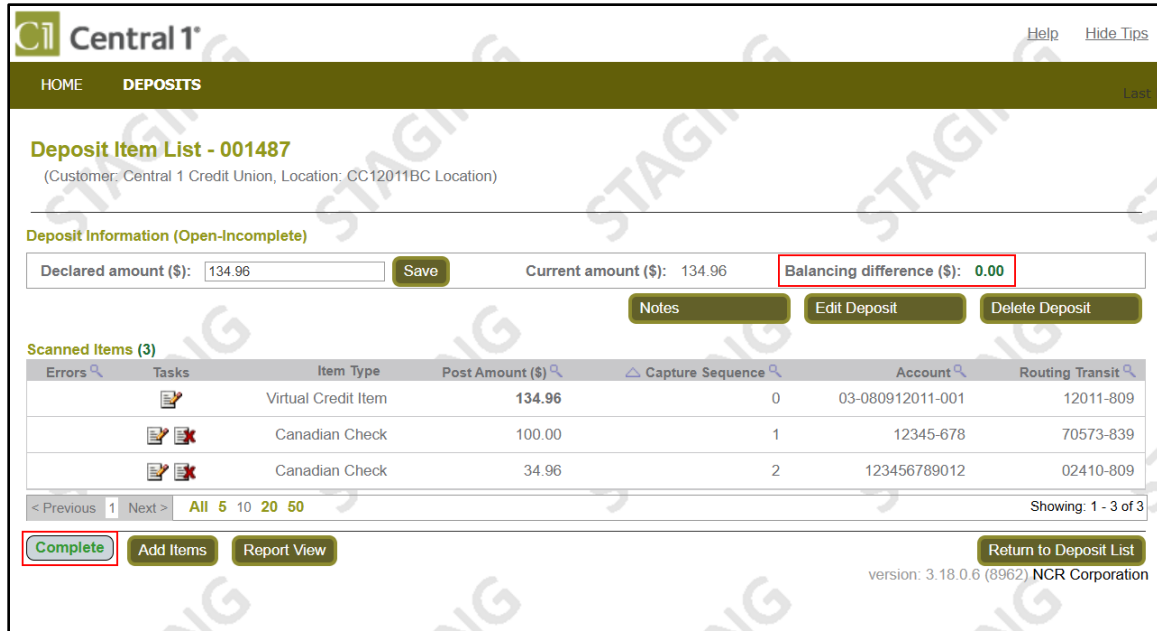 C1 Central 1®
Help Hide Tips
HOME DEPOSITS
Last
Deposit Item List - 001487
(Customer: Central 1 Credit Union, Location: CC12011BC Location)
Deposit Information (Open-Incomplete)
Declared amount ($): 134.96 Save Current amount ($): 134.96 Balancing difference ($): 0.00
Notes Edit Deposit Delete Deposit
Scanned Items (3)
Errors Tasks Item Type Post Amount ($) Capture Sequence Account Routing Transit
Virtual Credit Item 134.96 0 03-080912011-001 12011-809
Canadian Check 100.00 1 12345-678 70573-839
Canadian Check 34.96 2 123456789012 02410-809
< Previous 1 Next > All 5 10 20 50 Showing: 1 - 3 of 3
Complete Add Items Report View Return to Deposit List
version: 3.18.0.6 (8962) NCR Corporation
STAGING